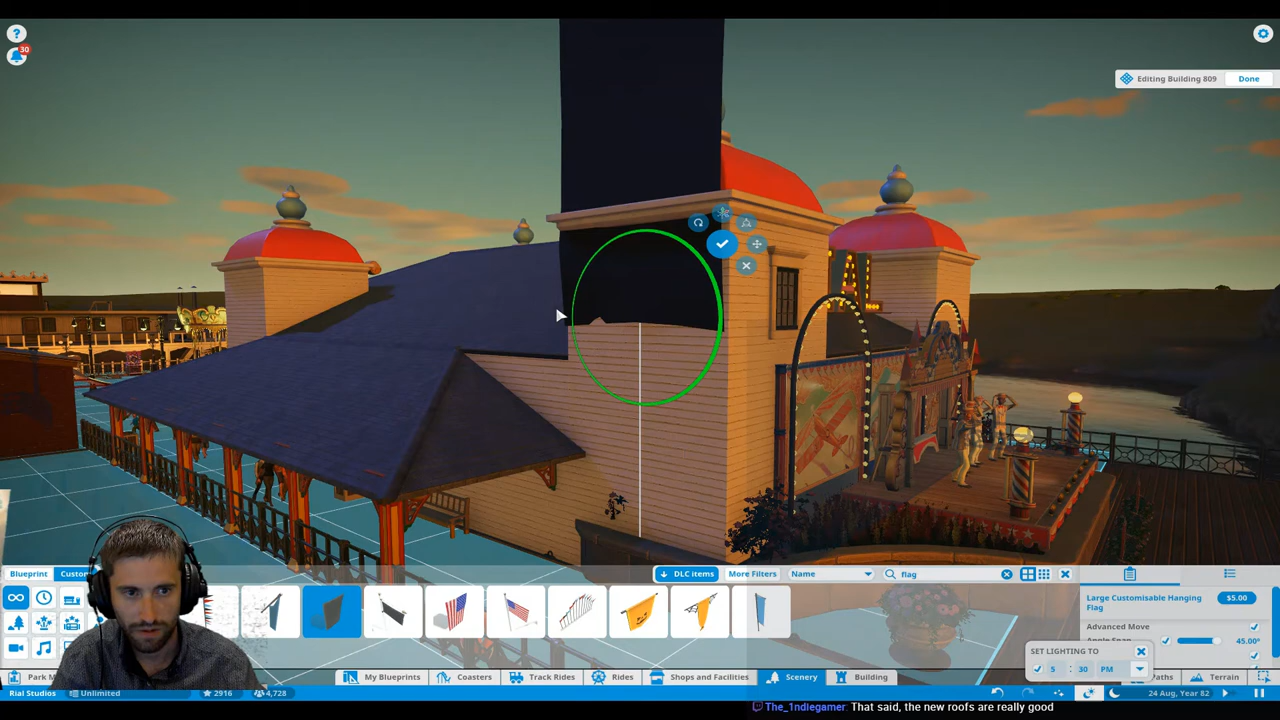 ?
30
Editing Building 809
Done
Blueprint
DLC items
More Filters
Name
flag
Large Customisable Hanging
Flag
$5.00
Advanced Move
45.00°
SET LIGHTING TO
5 : 30 PM
My Blueprints
Coasters
Track Rides
Rides
Shops and Facilities
Scenery
Building
Terrain
Rial Studios
Unlimited
2916
4,728
24 Aug, Year 82
The_1ndiegamer: That said, the new roofs are really good